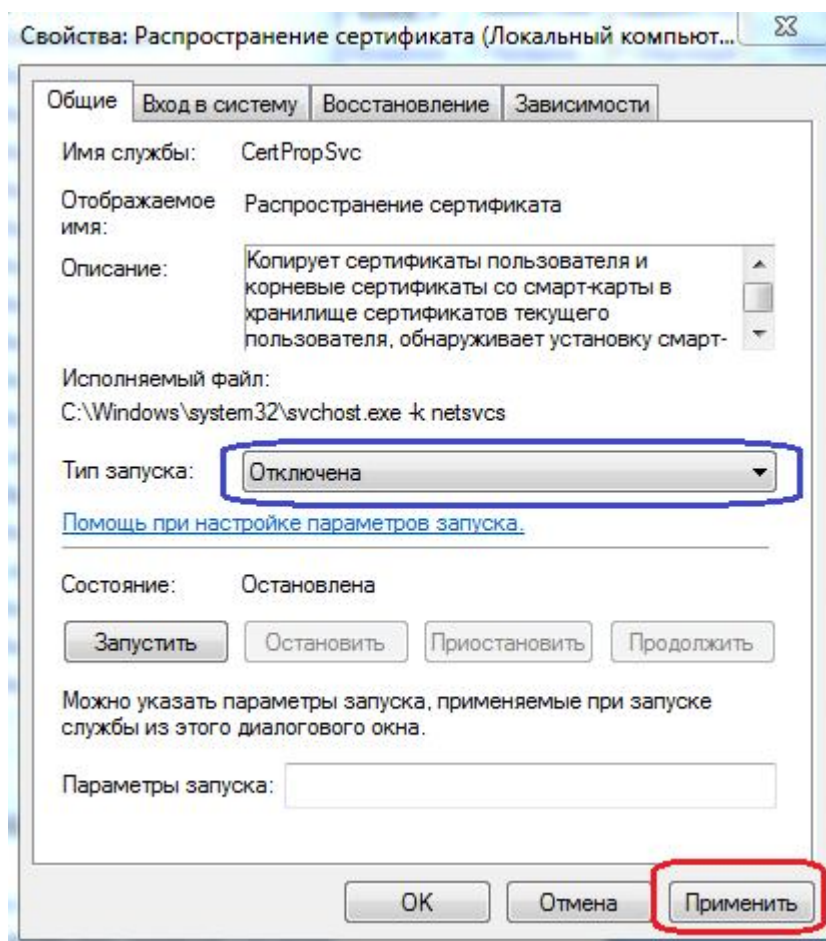 Свойства: Распространение сертификата (Локальный компьют...
Общие Вход в систему Восстановление Зависимости
Имя службы: CertPropSvc
Отображаемое имя: Распространение сертификата
Описание: Копирует сертификаты пользователя и
корневые сертификаты со смарт-карты в
хранилище сертификатов текущего
пользователя, обнаруживает установку смарт-
Исполняемый файл:
C:\Windows\system32\svchost.exe -k netsvcs
Тип запуска: Отключена
Помощь при настройке параметров запуска.
Состояние: Остановлена
Запустить Остановить Приостановить Продолжить
Можно указать параметры запуска, применяемые при запуске
службы из этого диалогового окна.
Параметры запуска:
OK Отмена Применить